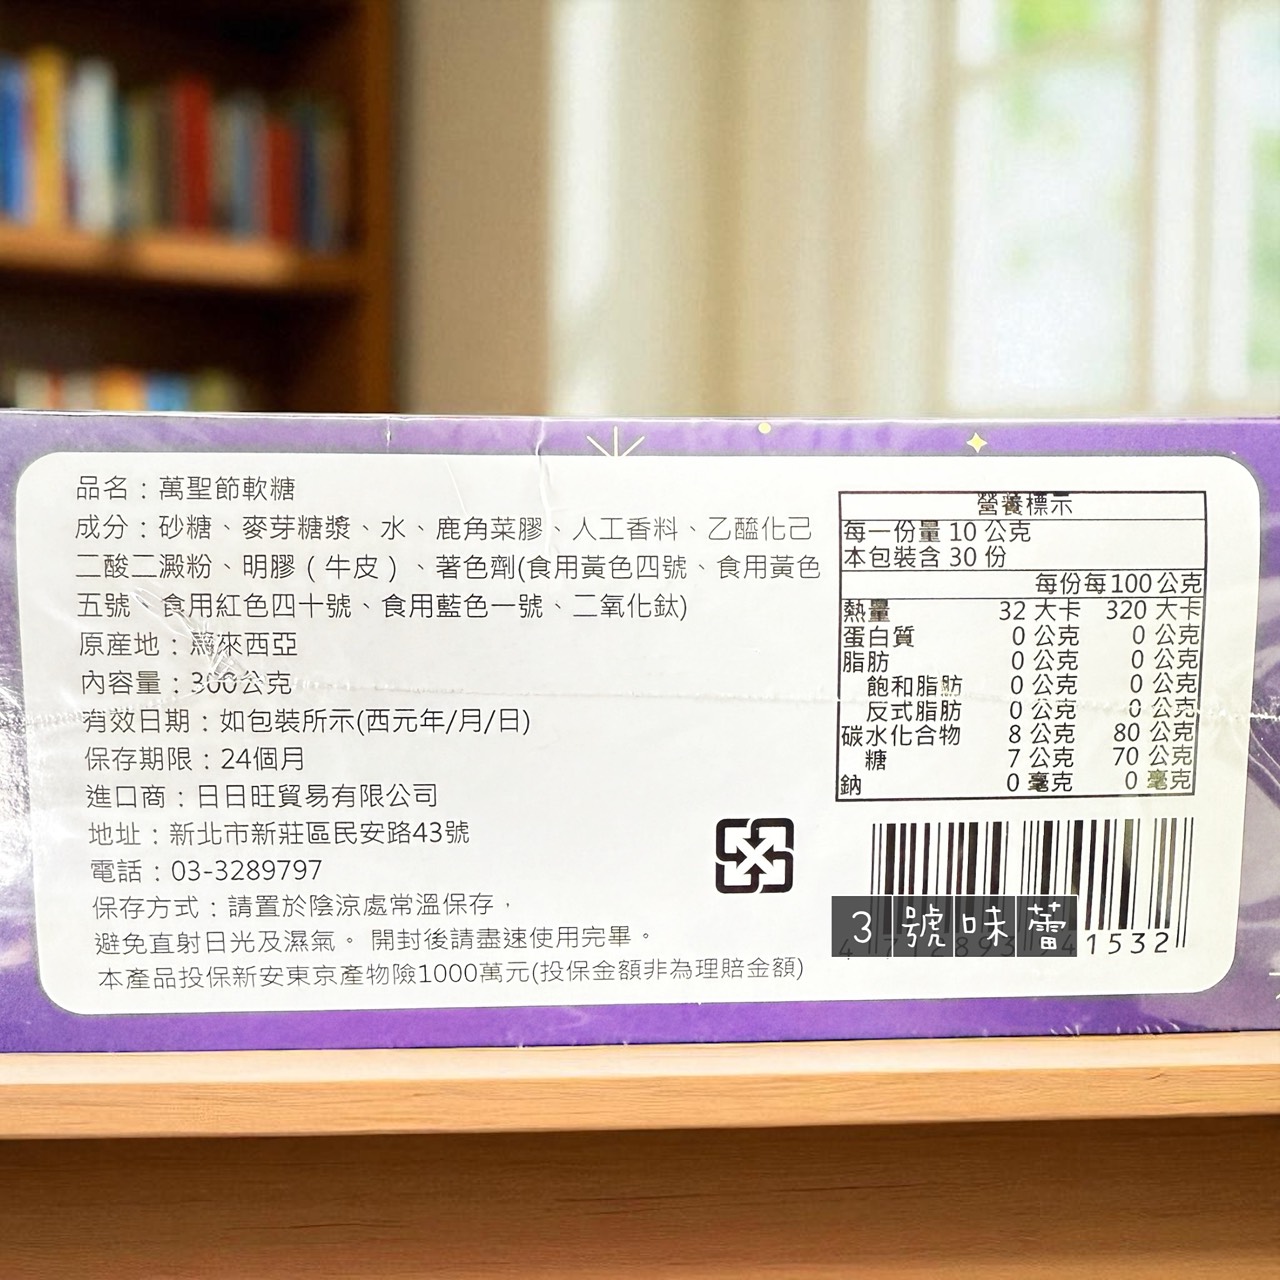 品名：萬聖節軟糖
成分：砂糖、麥芽糖漿、水、鹿角菜膠、人工香料、乙醯化己
二酸二澱粉、明膠（牛皮）、著色劑(食用黃色四號、食用黃色
五號、食用紅色四十號、食用藍色一號、二氧化鈦)
原産地：馬來西亞
內容量：300公克
有效日期：如包裝所示(西元年/月/日)
保存期限：24個月
進口商：日日旺貿易有限公司
地址：新北市新莊區民安路43號
電話：03-3289797
保存方式：請置於陰涼處常溫保存，
避免直射日光及濕氣。開封後請盡速使用完畢。
本產品投保新安東京產物險1000萬元(投保金額非為理賠金額)
營養標示
每一份量 10 公克
本包裝含 30 份
每份每100公克
熱量 32 大卡 320 大卡
蛋白質 0 公克 0 公克
脂肪 0 公克 0 公克
飽和脂肪 0 公克 0 公克
反式脂肪 0 公克 0 公克
碳水化合物 8 公克 80 公克
糖 7 公克 70 公克
鈉 0 毫克 0 毫克
3號味蕾
41532